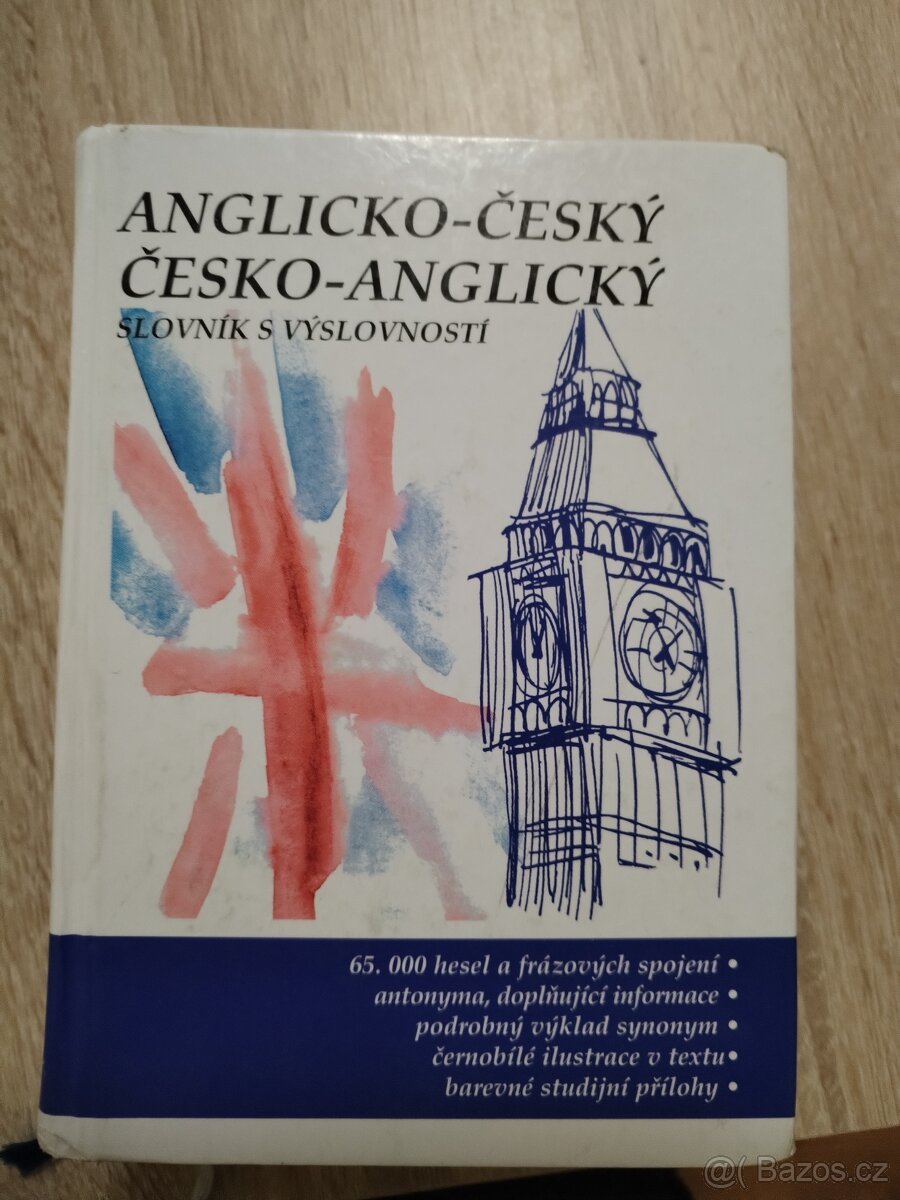 ANGLICKO-ČESKÝ
ČESKO-ANGLICKÝ
SLOVNÍK S VÝSLOVNOSTÍ
65. 000 hesel a frázových spojení •
antonyma, doplňující informace •
podrobný výklad synonym •
černobílé ilustrace v textu•
barevné studijní přílohy •
@( Bazos.cz